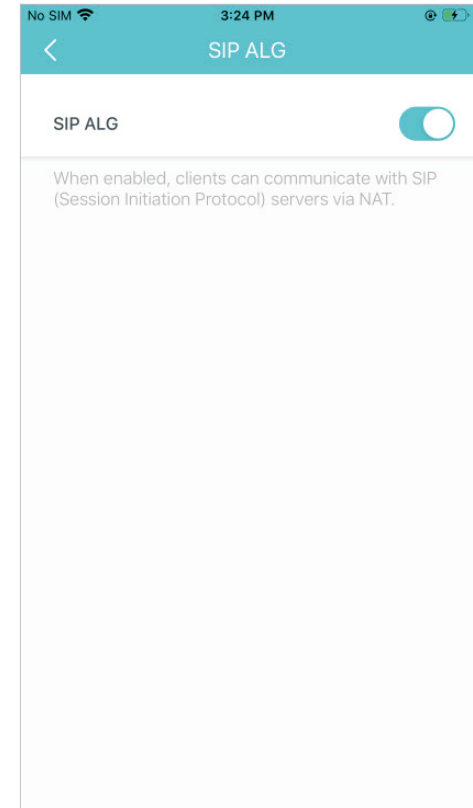 No SIM 3:24 PM
SIP ALG
SIP ALG
When enabled, clients can communicate with SIP
(Session Initiation Protocol) servers via NAT.